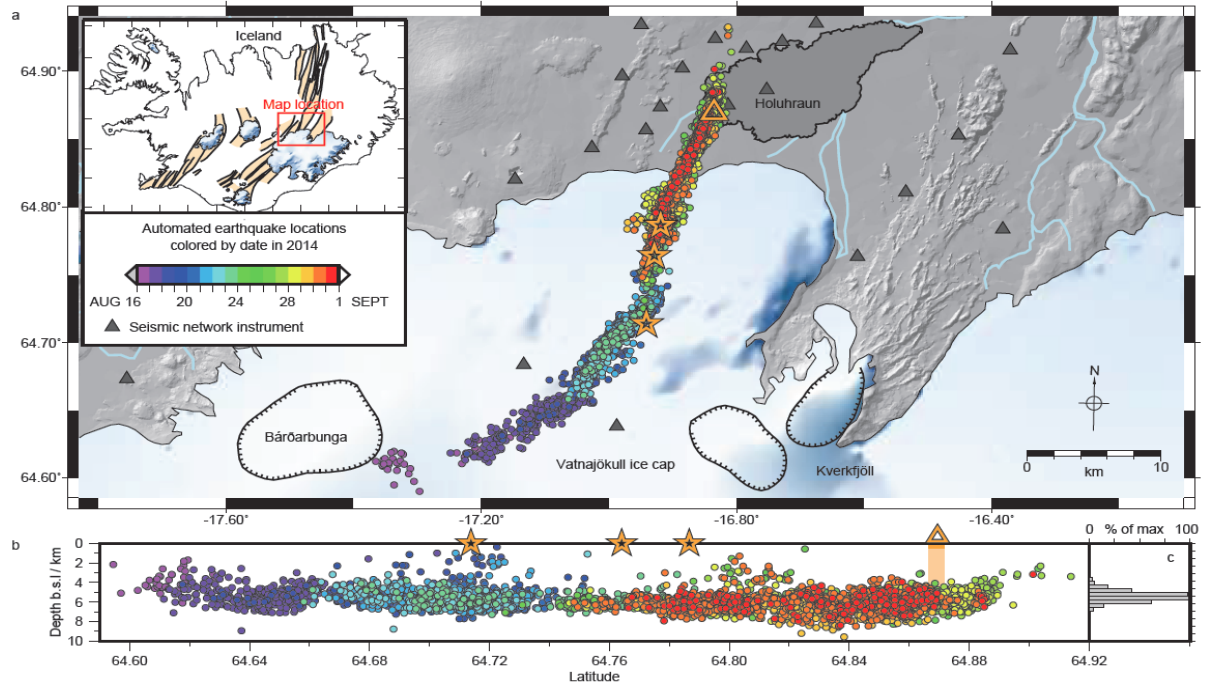 a
Iceland
Map location
Automated earthquake locations
colored by date in 2014
AUG 16 20 24 28 1 SEPT
Seismic network instrument
64.90°
64.80°
64.70°
64.60°
Holuhraun
Bárðarbunga
Vatnajökull ice cap
Kverkfjöll
N
0 10
km
-17.60° -17.20° -16.80° -16.40°
b
0
2
4
6
8
10
Depth b.s.l / km
64.60 64.64 64.68 64.72 64.76 64.80 64.84 64.88 64.92
Latitude
0 % of max 100
c